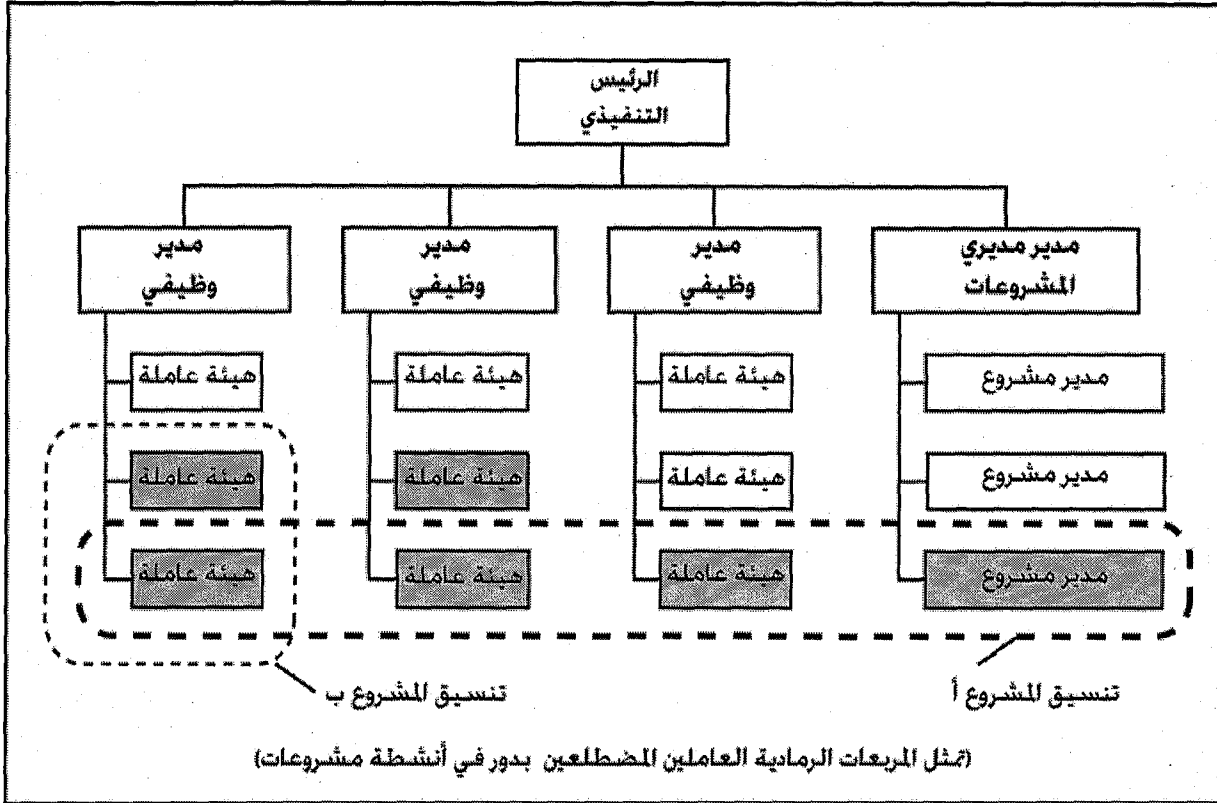 الرئيس
التنفيذي
مدير مديري
المشروعات
مدير
وظيفي
مدير
وظيفي
مدير
وظيفي
مدير مشروع
هيئة عاملة
هيئة عاملة
هيئة عاملة
مدير مشروع
هيئة عاملة
هيئة عاملة
هيئة عاملة
مدير مشروع
هيئة عاملة
هيئة عاملة
هيئة عاملة
تنسيق المشروع أ
تنسيق المشروع ب
(تمثل المربعات الرمادية العاملين المضطلعين بدور في أنشطة مشروعات)